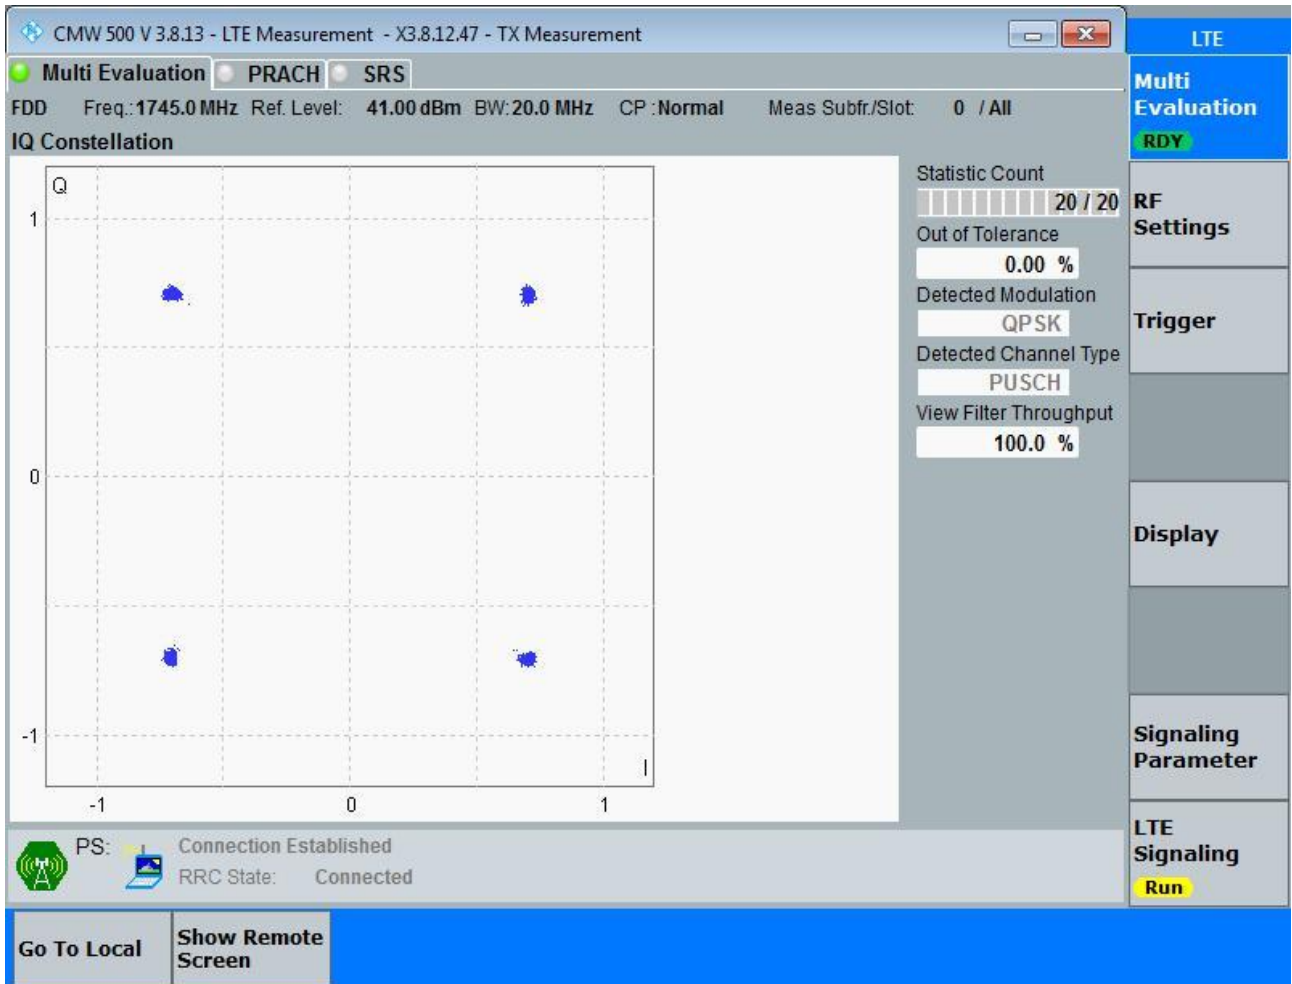 CMW 500 V 3.8.13 - LTE Measurement - X3.8.12.47 - TX Measurement
LTE
Multi Evaluation PRACH SRS
FDD Freq.:1745.0 MHz Ref. Level: 41.00 dBm BW:20.0 MHz CP :Normal Meas Subfr./Slot: 0 / All
IQ Constellation
Q
1
0
-1
I
-1 0 1
Statistic Count
20 / 20
Out of Tolerance
0.00 %
Detected Modulation
QPSK
Detected Channel Type
PUSCH
View Filter Throughput
100.0 %
Multi
Evaluation
RDY
RF
Settings
Trigger
Display
Signaling
Parameter
LTE
Signaling
Run
PS: Connection Established
RRC State: Connected
Go To Local
Show Remote
Screen